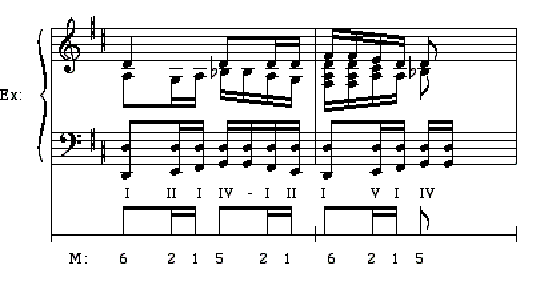 Ex:
I II I IV - I II I V I IV
M: 6 2 1 5 2 1 6 2 1 5